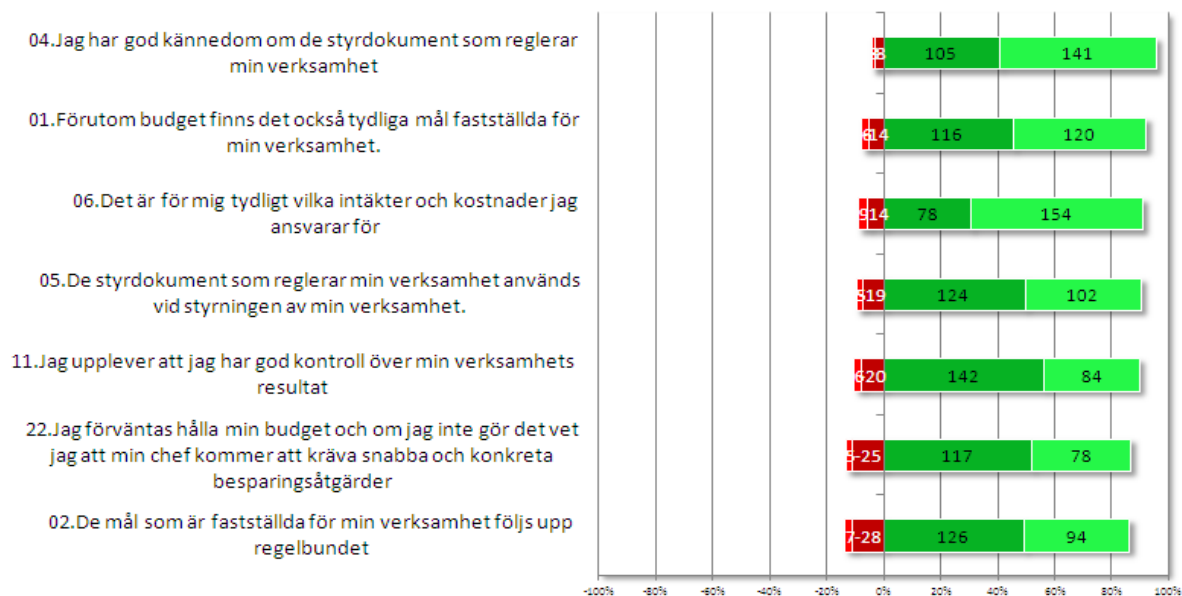 04.Jag har god kännedom om de styrdokument som reglerar
min verksamhet
8 105 141
01.Förutom budget finns det också tydliga mål fastställda för
min verksamhet.
14 116 120
06.Det är för mig tydligt vilka intäkter och kostnader jag
ansvarar för
9 14 78 154
05.De styrdokument som reglerar min verksamhet används
vid styrningen av min verksamhet.
19 124 102
11.Jag upplever att jag har god kontroll över min verksamhets
resultat
6 -20 142 84
22.Jag förväntas hålla min budget och om jag inte gör det vet
jag att min chef kommer att kräva snabba och konkreta
besparingsåtgärder
-25 117 78
02.De mål som är fastställda för min verksamhet följs upp
regelbundet
7 -28 126 94
-100% -80% -60% -40% -20% 0% 20% 40% 60% 80% 100%